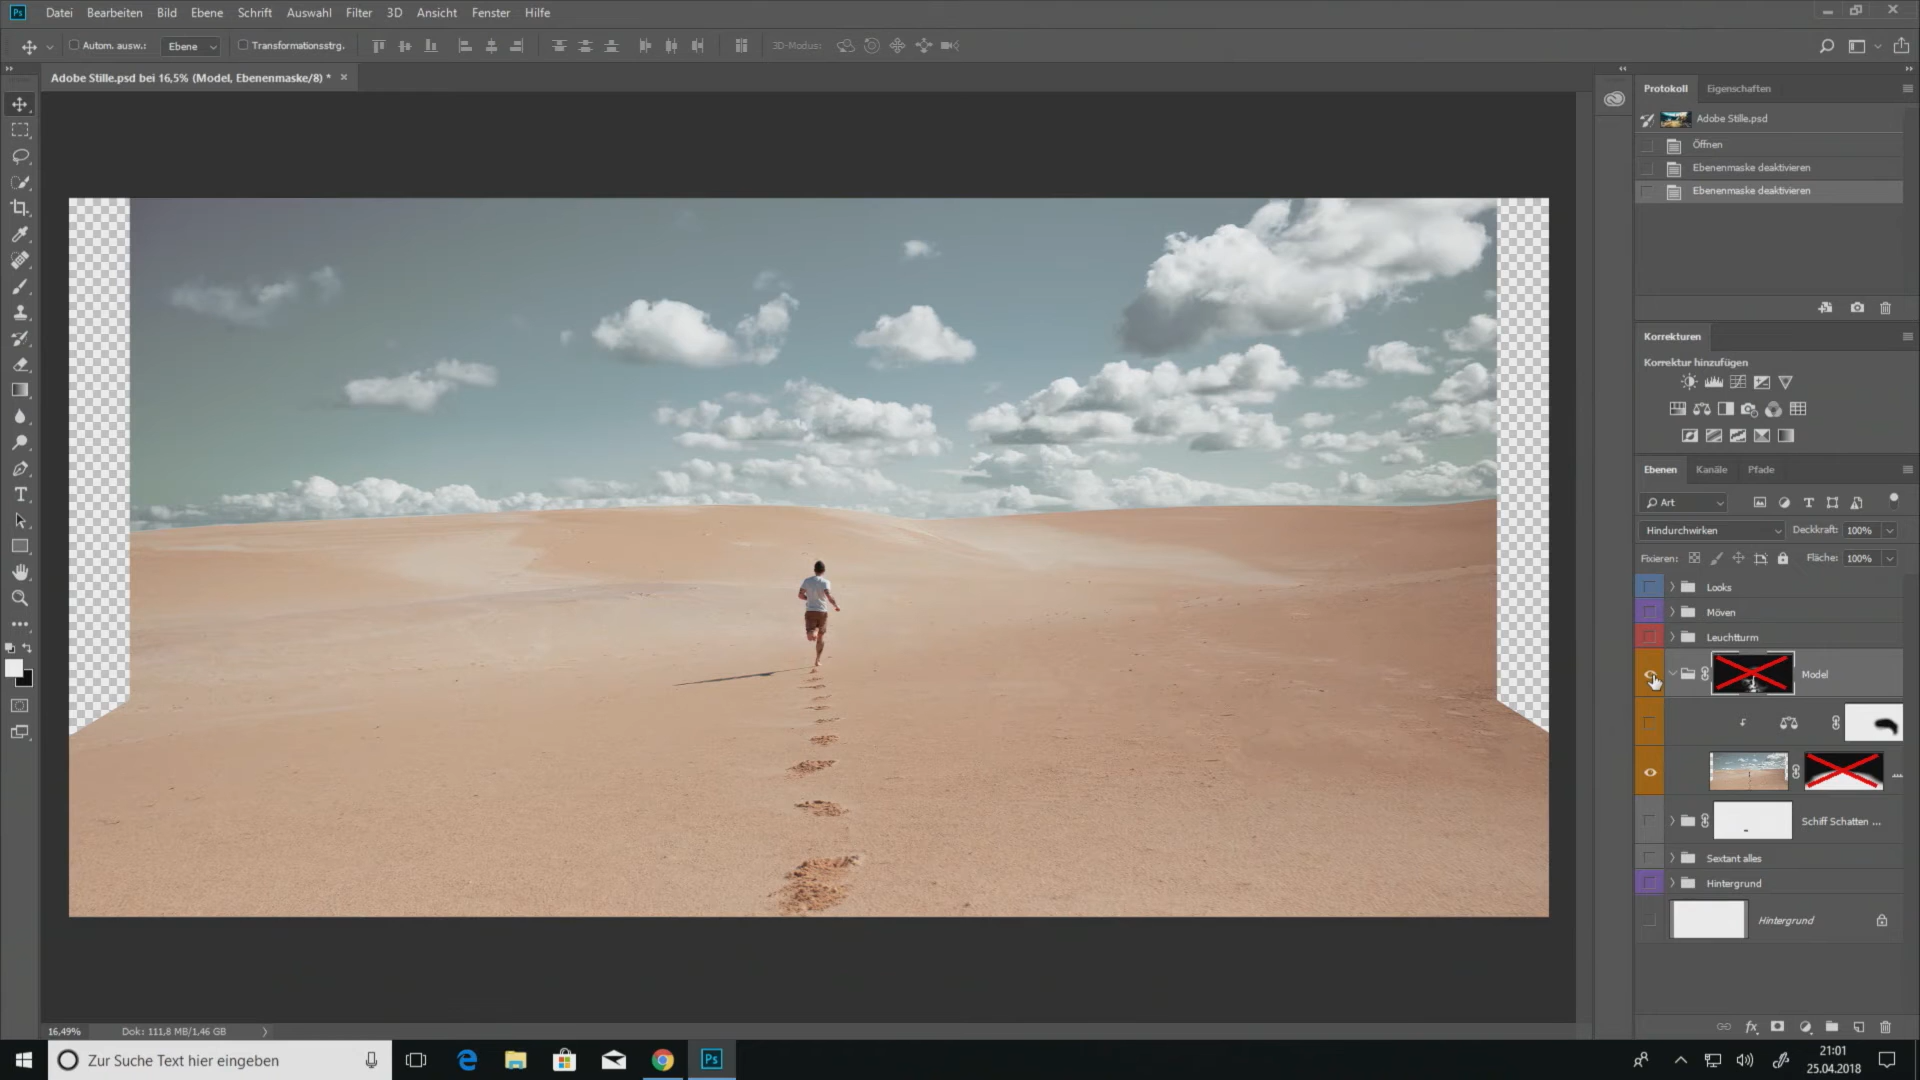 Ps Datei Bearbeiten Bild Ebene Schrift Auswahl Filter 3D Ansicht Fenster Hilfe
Autom. ausw.: Ebene Transformationsstrg. 3D-Modus:
Adobe Stille.psd bei 16,5% (Model, Ebenenmaske/8) * ×
Protokoll Eigenschaften
Adobe Stille.psd
Öffnen
Ebenenmaske deaktivieren
Ebenenmaske deaktivieren
Korrekturen
Korrektur hinzufügen
Ebenen Kanäle Pfade
Art
Hindurchwirken Deckkraft: 100%
Fixieren: Fläche: 100%
Looks
Möven
Leuchtturm
Model
Schiff Schatten ...
Sextant alles
Hintergrund
Hintergrund
16,49% Dok: 111,8 MB/1,46 GB
Zur Suche Text hier eingeben
Ps
21:01
25.04.2018